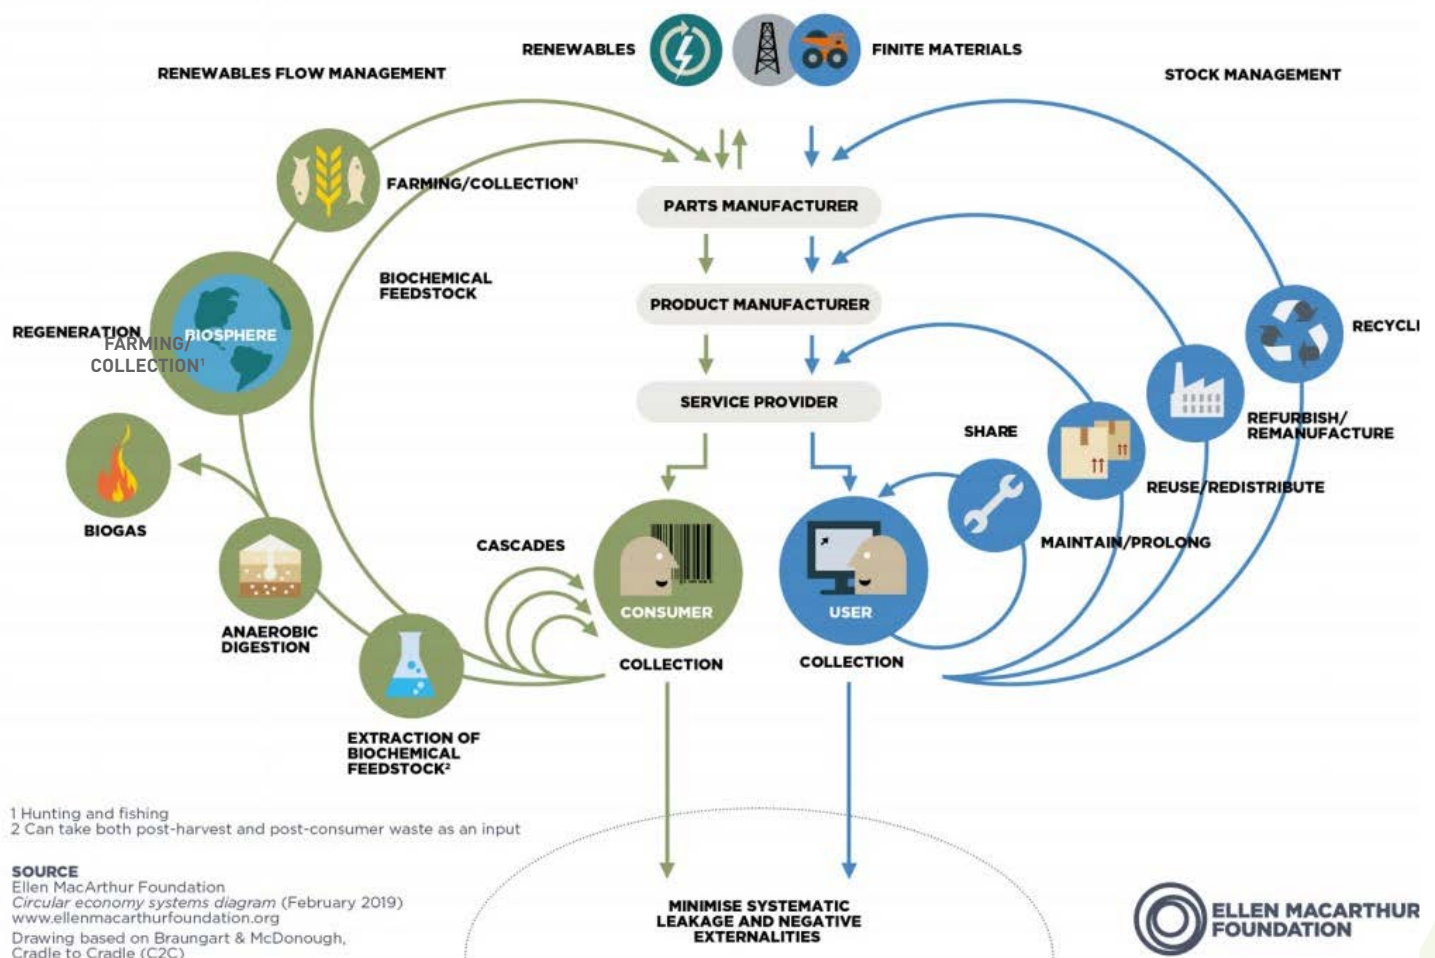 RENEWABLES
FINITE MATERIALS
RENEWABLES FLOW MANAGEMENT
STOCK MANAGEMENT
FARMING/COLLECTION¹
PARTS MANUFACTURER
BIOCHEMICAL
FEEDSTOCK
PRODUCT MANUFACTURER
REGENERATION
BIOSPHERE
FARMING/
COLLECTION¹
RECYCLI
SERVICE PROVIDER
SHARE
REFURBISH/
REMANUFACTURE
REUSE/REDISTRIBUTE
BIOGAS
CASCADES
MAINTAIN/PROLONG
CONSUMER
USER
ANAEROBIC
DIGESTION
COLLECTION
COLLECTION
EXTRACTION OF
BIOCHEMICAL
FEEDSTOCK²
1 Hunting and fishing
2 Can take both post-harvest and post-consumer waste as an input
SOURCE
Ellen MacArthur Foundation
Circular economy systems diagram (February 2019)
www.ellenmacarthurfoundation.org
Drawing based on Braungart & McDonough,
Cradle to Cradle (C2C)
MINIMISE SYSTEMATIC
LEAKAGE AND NEGATIVE
EXTERNALITIES
ELLEN MACARTHUR
FOUNDATION